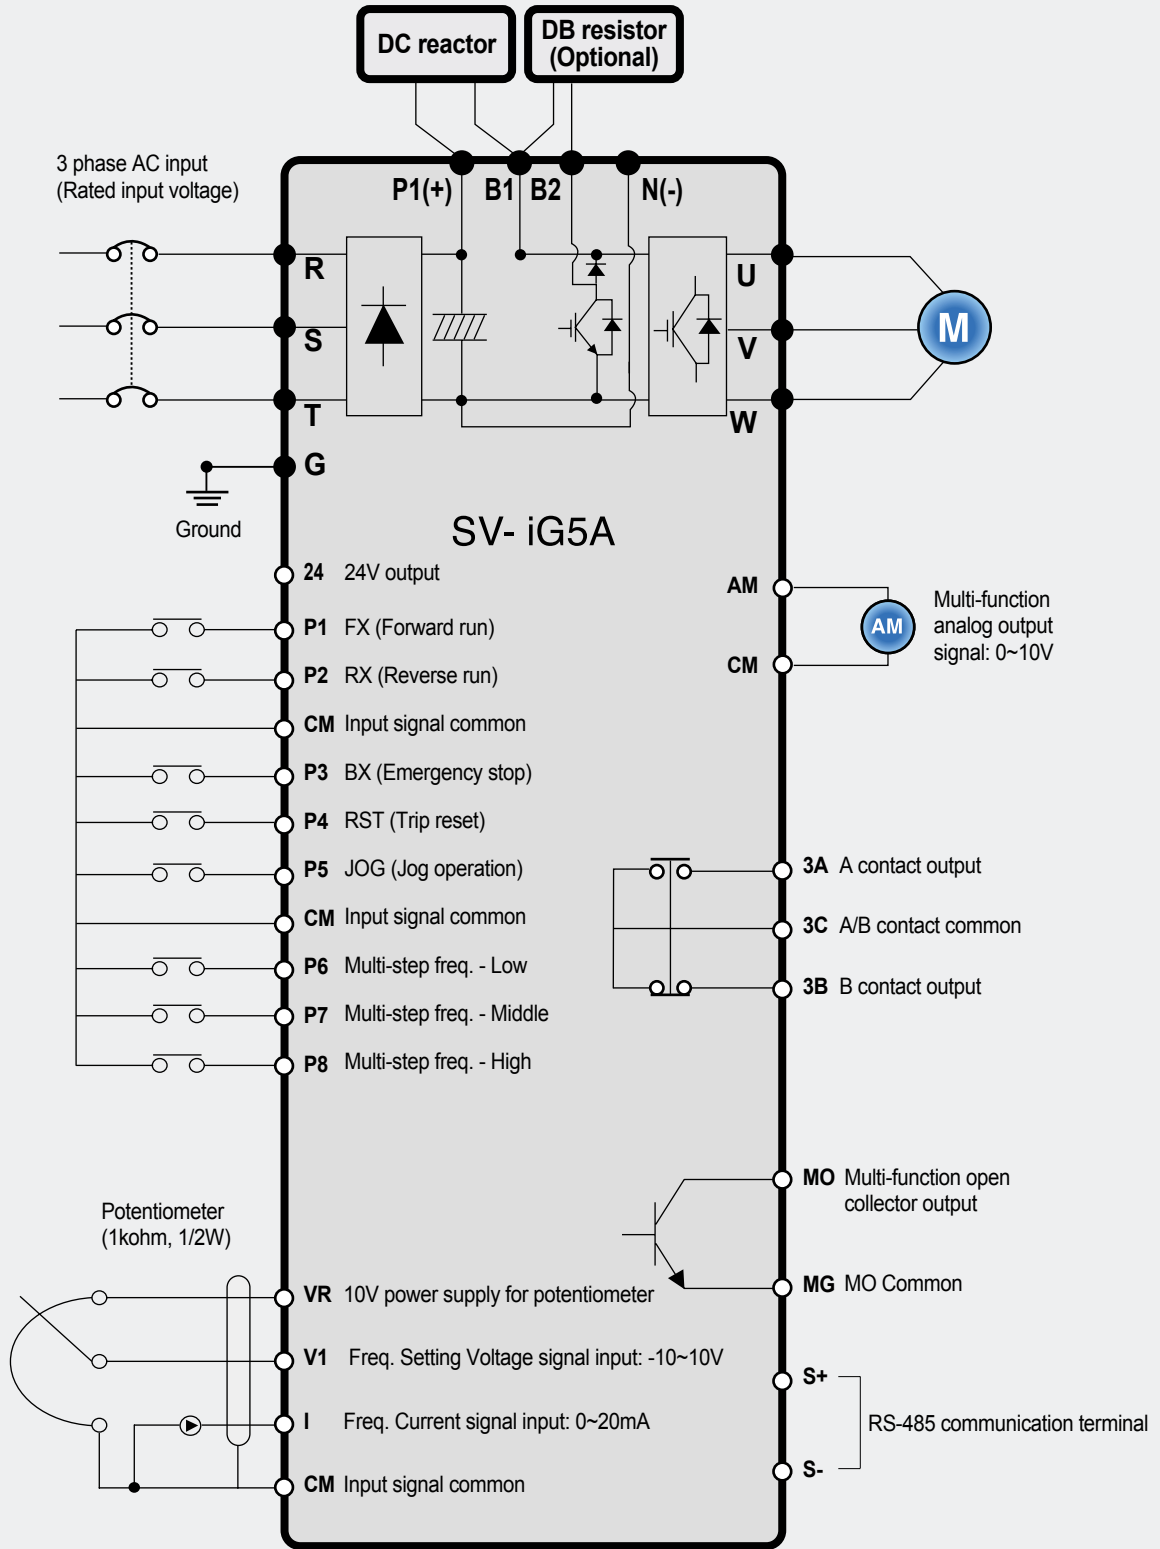 DC reactor
DB resistor
(Optional)
3 phase AC input
(Rated input voltage)
P1(+) B1 B2 N(-)
R
U
M
S
V
T
W
G
Ground
SV- iG5A
24 24V output
AM
Multi-function
analog output
signal: 0~10V
AM
CM
P1 FX (Forward run)
P2 RX (Reverse run)
CM Input signal common
P3 BX (Emergency stop)
P4 RST (Trip reset)
P5 JOG (Jog operation)
CM Input signal common
P6 Multi-step freq. - Low
P7 Multi-step freq. - Middle
P8 Multi-step freq. - High
3A A contact output
3C A/B contact common
3B B contact output
MO Multi-function open
collector output
MG MO Common
Potentiometer
(1kohm, 1/2W)
VR 10V power supply for potentiometer
V1 Freq. Setting Voltage signal input: -10~10V
I Freq. Current signal input: 0~20mA
CM Input signal common
S+
RS-485 communication terminal
S-